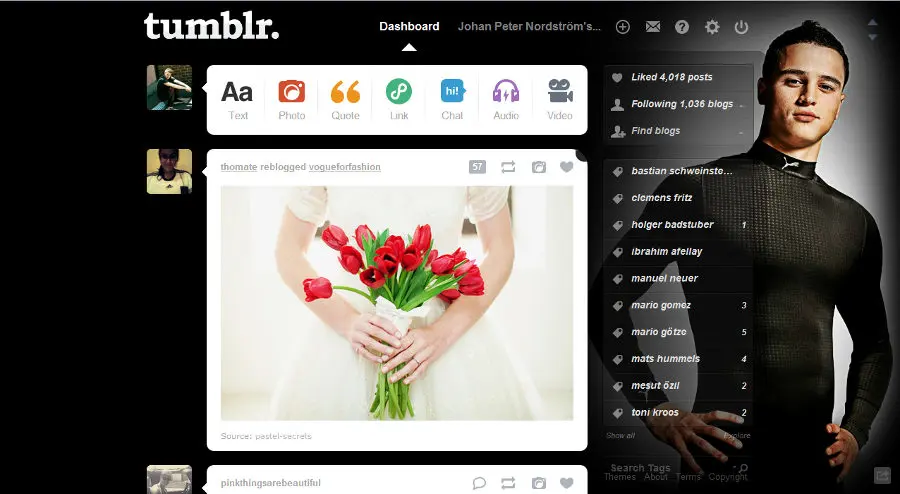 tumblr.
Dashboard
Johan Peter Nordström's...
Aa
hi!
Text
Photo
Quote
Link
Chat
Audio
Video
Liked 4,018 posts
Following 1,036 blogs
Find blogs
thomate reblogged vogueforfashion
57
bastian schweinste...
clemens fritz
holger badstuber 1
ibrahim afellay
manuel neuer
mario gomez 3
mario götze 5
mats hummels 4
mesut özil 2
toni kroos 2
Show all
Explore
Source: pastel-secrets
Search Tags
Themes About Terms Copyright
pinkthingsarebeautiful